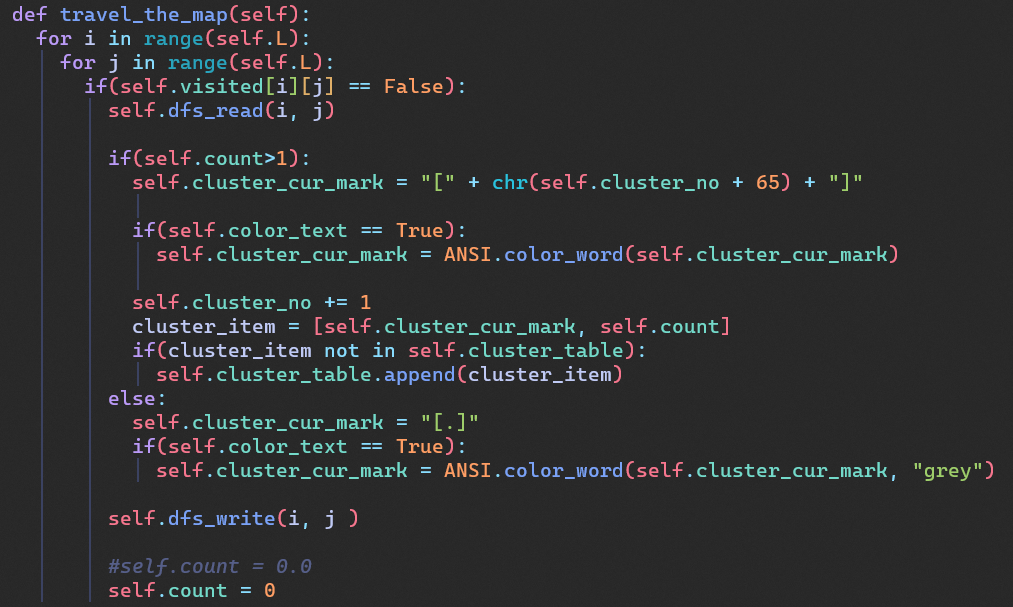 def travel_the_map(self):
  for i in range(self.L):
    for j in range(self.L):
      if(self.visited[i][j] == False):
        self.dfs_read(i, j)

        if(self.count>1):
          self.cluster_cur_mark = "[" + chr(self.cluster_no + 65) + "]"

          if(self.color_text == True):
            self.cluster_cur_mark = ANSI.color_word(self.cluster_cur_mark)

          self.cluster_no += 1
          cluster_item = [self.cluster_cur_mark, self.count]
          if(cluster_item not in self.cluster_table):
            self.cluster_table.append(cluster_item)
        else:
          self.cluster_cur_mark = "[.]"
          if(self.color_text == True):
            self.cluster_cur_mark = ANSI.color_word(self.cluster_cur_mark, "grey")

        self.dfs_write(i, j )

        #self.count = 0.0
        self.count = 0